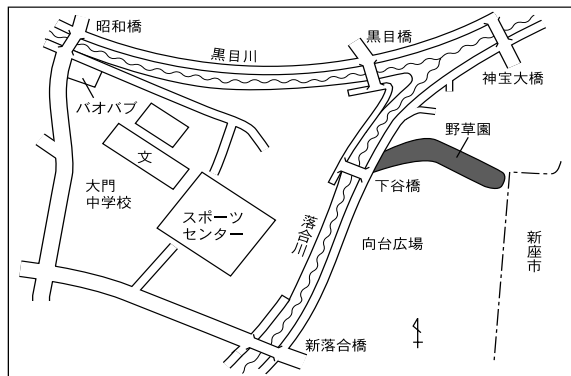 昭和橋
黒目川
黒目橋
神宝大橋
バオバブ
野草園
文
大門
中学校
下谷橋
スポーツ
センター
落合川
向台広場
新座市
新落合橋